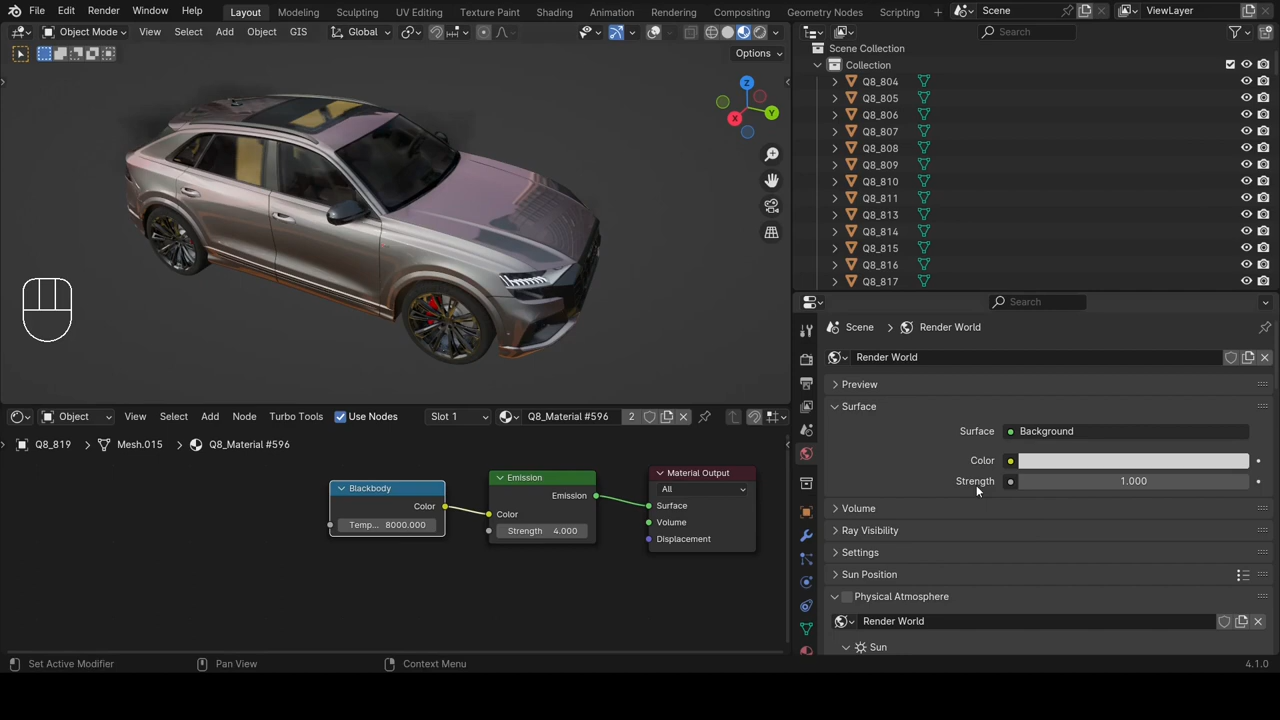 File Edit Render Window Help Layout Modeling Sculpting UV Editing Texture Paint Shading Animation Rendering Compositing Geometry Nodes Scripting + Scene ViewLayer
Object Mode View Select Add Object GIS Global Search
Options
Scene Collection
Collection
Q8_804
Q8_805
Q8_806
Q8_807
Q8_808
Q8_809
Q8_810
Q8_811
Q8_813
Q8_814
Q8_815
Q8_816
Q8_817
Z
Y
X
Search
Scene > Render World
Render World
Preview
Surface
Surface Background
Color
Strength 1.000
Volume
Ray Visibility
Settings
Sun Position
Physical Atmosphere
Render World
Sun
Object View Select Add Node Turbo Tools Use Nodes Slot 1 Q8_Material #596 2
Q8_819 > Mesh.015 > Q8_Material #596
Blackbody
Color
Temp... 8000.000
Emission
Emission
Color
Strength 4.000
Material Output
All
Surface
Volume
Displacement
Set Active Modifier Pan View Context Menu 4.1.0